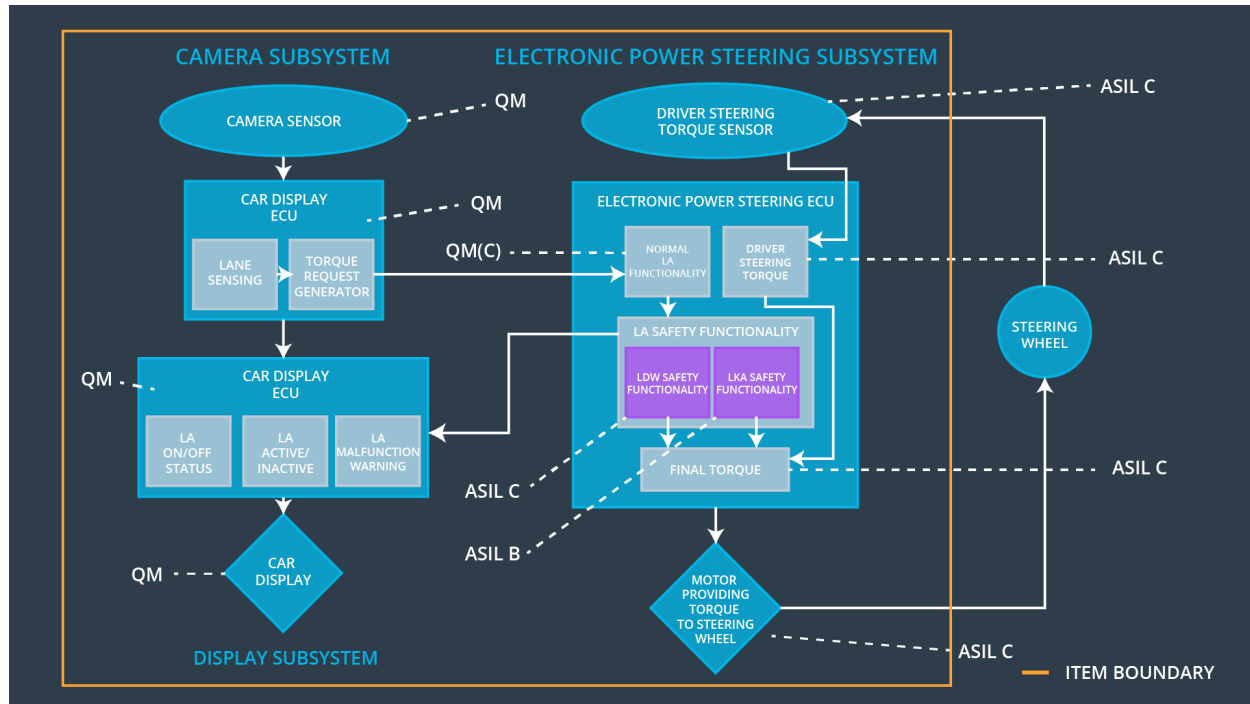 CAMERA SUBSYSTEM
ELECTRONIC POWER STEERING SUBSYSTEM
CAMERA SENSOR
QM
DRIVER STEERING
TORQUE SENSOR
ASIL C
CAR DISPLAY
ECU
QM
LANE
SENSING
TORQUE
REQUEST
GENERATOR
QM(C)
ELECTRONIC POWER STEERING ECU
NORMAL
LA
FUNCTIONALITY
DRIVER
STEERING
TORQUE
ASIL C
STEERING
WHEEL
LA SAFETY FUNCTIONALITY
LDW SAFETY
FUNCTIONALITY
LKA SAFETY
FUNCTIONALITY
QM
CAR DISPLAY
ECU
LA
ON/OFF
STATUS
LA
ACTIVE/
INACTIVE
LA
MALFUNCTION
WARNING
FINAL TORQUE
ASIL C
ASIL C
ASIL B
QM
CAR
DISPLAY
MOTOR
PROVIDING
TORQUE
TO STEERING
WHEEL
DISPLAY SUBSYSTEM
ASIL C
ITEM BOUNDARY